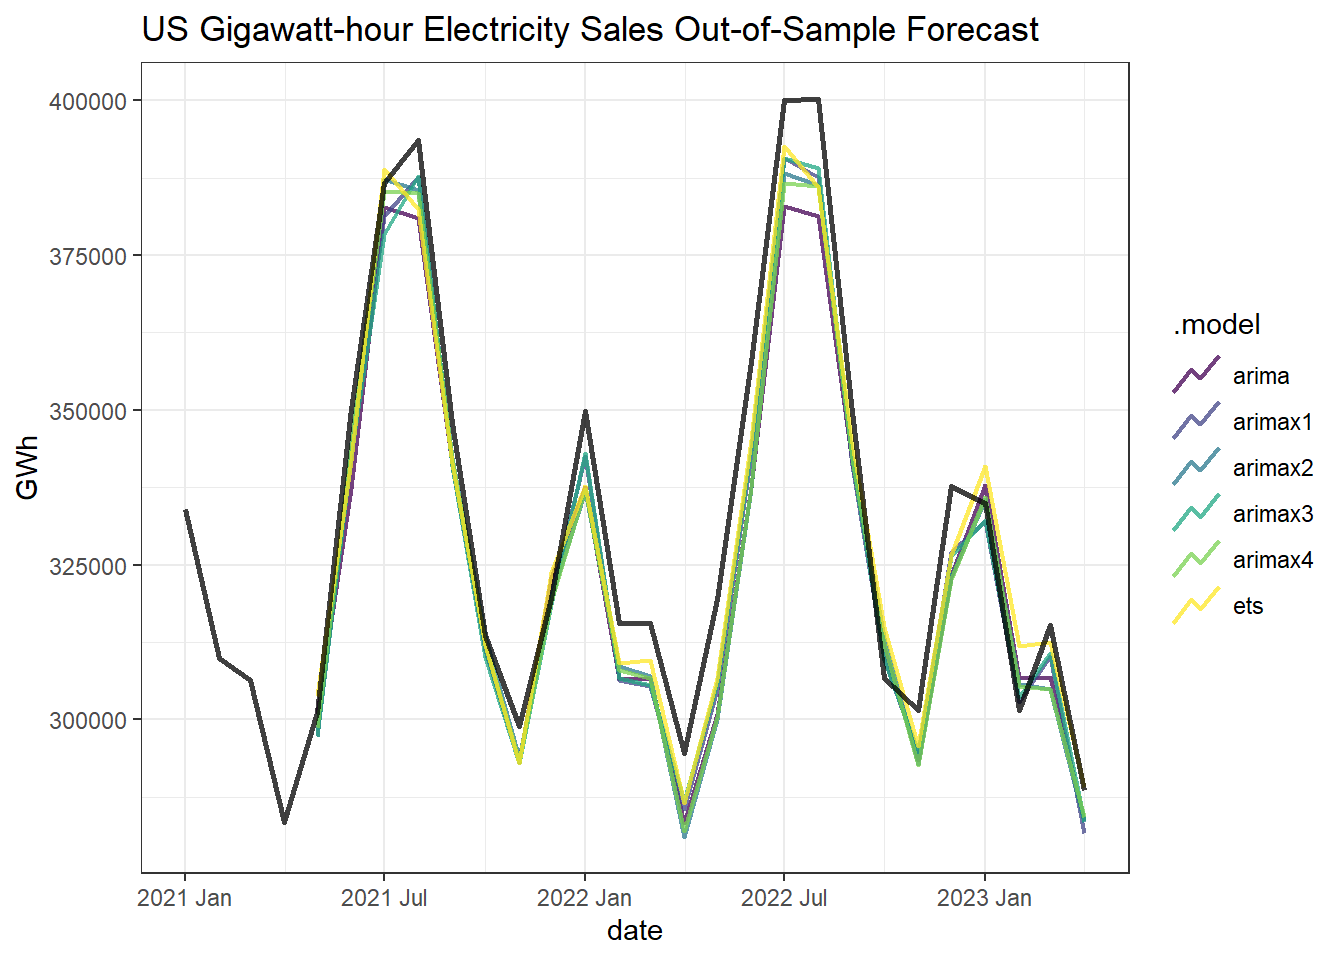 US Gigawatt-hour Electricity Sales Out-of-Sample Forecast
400000
375000
350000
325000
300000
GWh
2021 Jan
2021 Jul
2022 Jan
2022 Jul
2023 Jan
date
.model
arima
arimax1
arimax2
arimax3
arimax4
ets